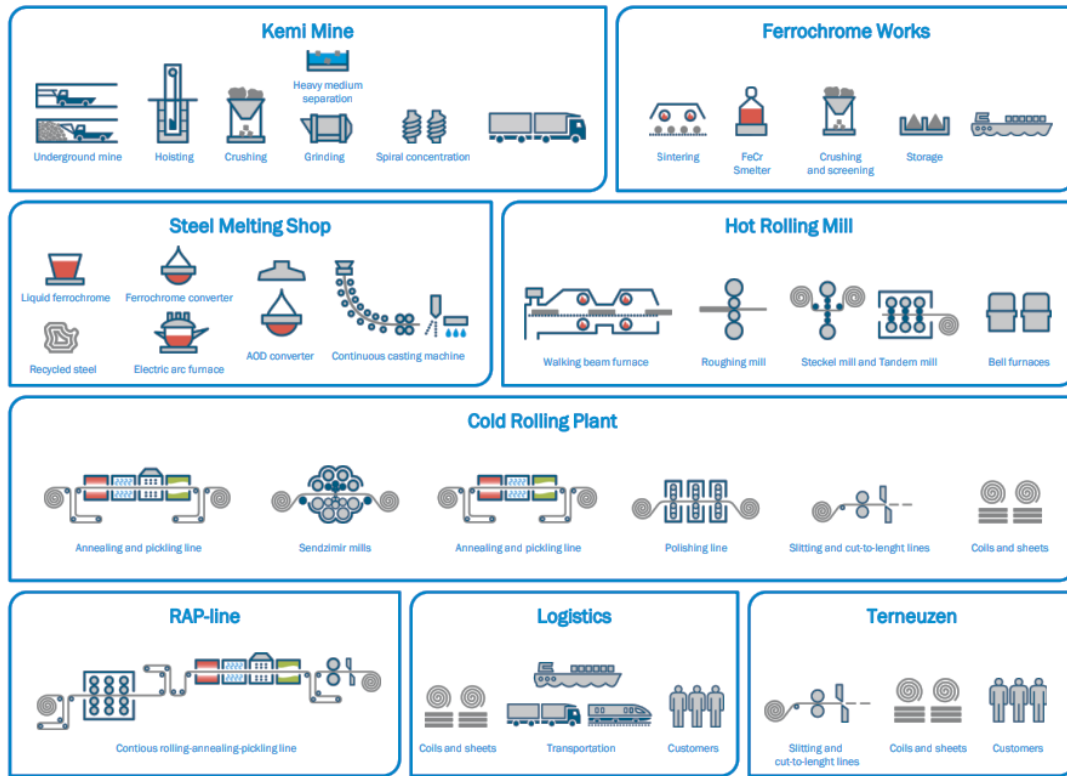 Kemi Mine
Heavy medium
separation
Underground mine
Hoisting
Crushing
Grinding
Spiral concentration
Ferrochrome Works
Sintering
FeCr
Smelter
Crushing
and screening
Storage
Steel Melting Shop
Liquid ferrochrome
Ferrochrome converter
Recycled steel
Electric arc furnace
AOD converter
Continuous casting machine
Hot Rolling Mill
Walking beam furnace
Roughing mill
Steckel mill and Tandem mill
Bell furnaces
Cold Rolling Plant
Annealing and pickling line
Sendzimir mills
Annealing and pickling line
Polishing line
Slitting and cut-to-lenght lines
Coils and sheets
RAP-line
Contious rolling-annealing-pickling line
Logistics
Coils and sheets
Transportation
Customers
Terneuzen
Slitting and
cut-to-lenght lines
Coils and sheets
Customers